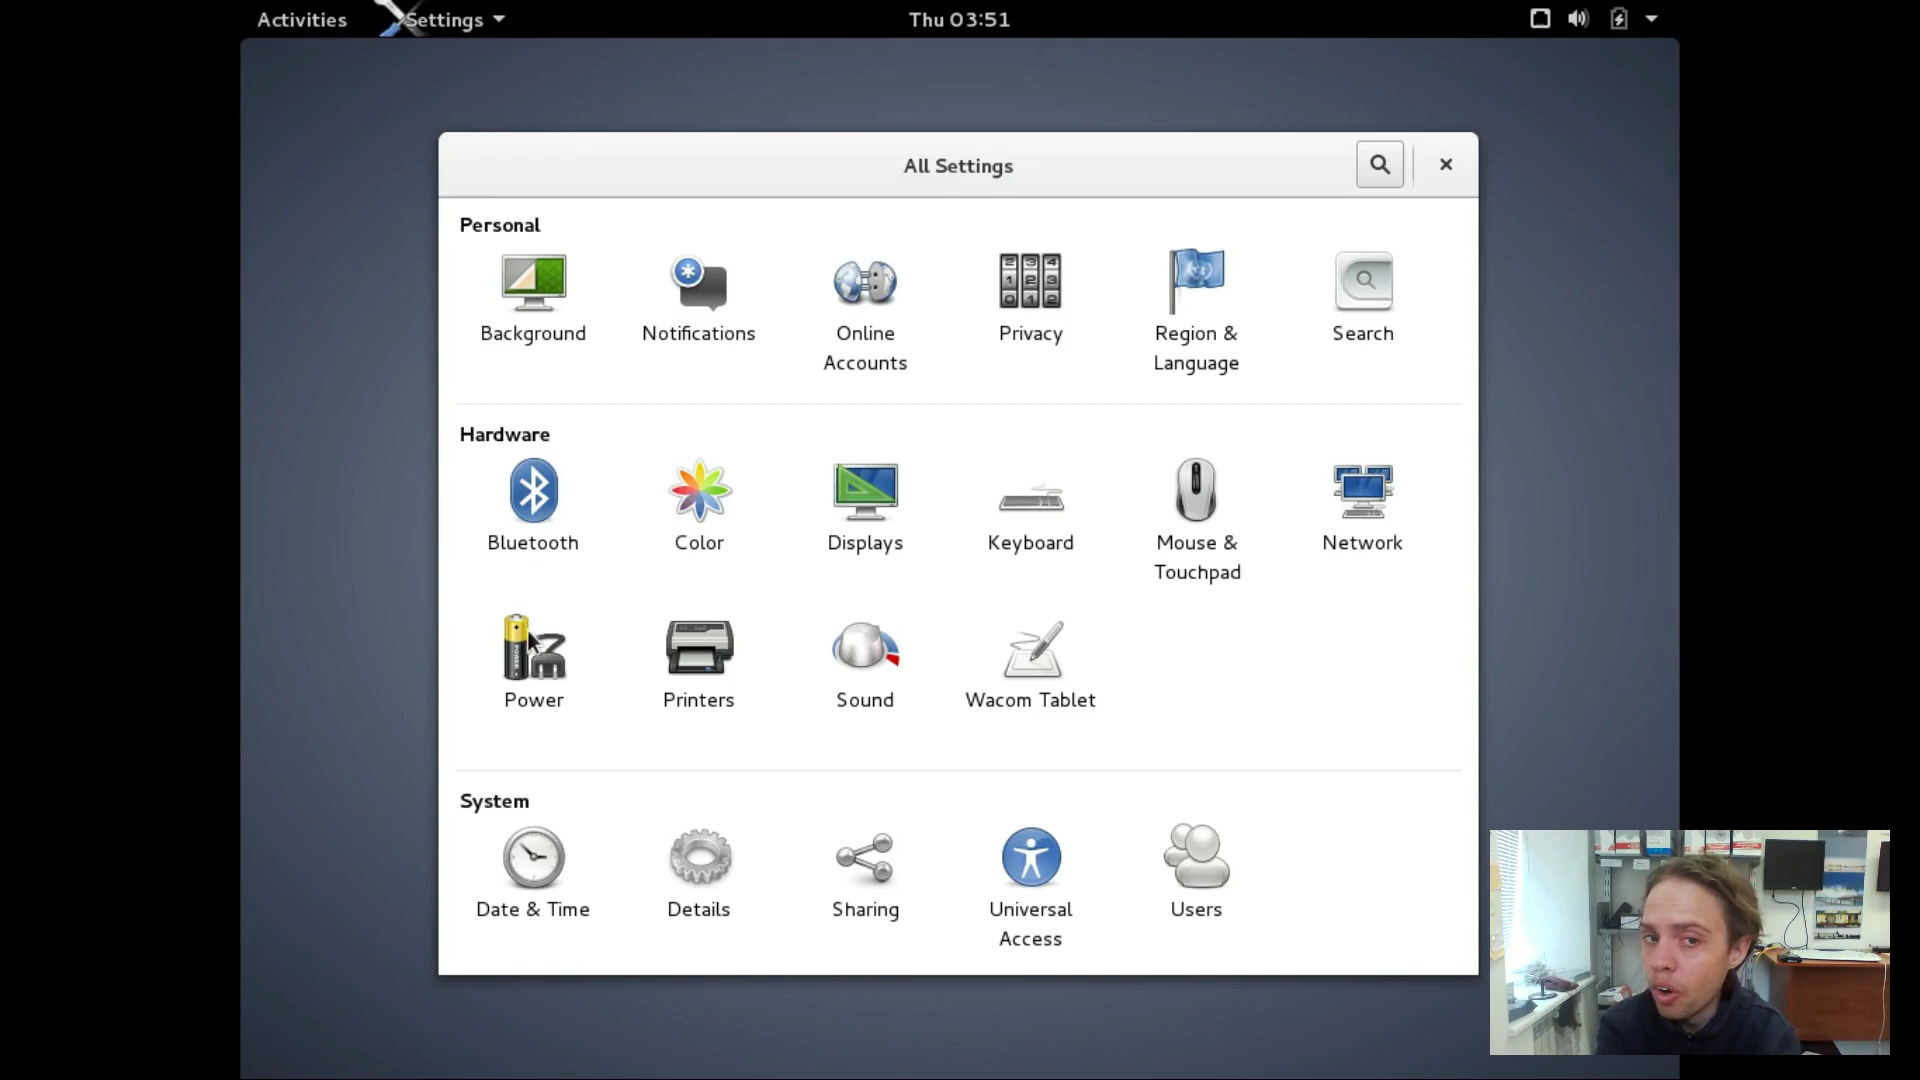 Activities
Settings
Thu 03:51
All Settings
Personal
Background
Notifications
Online
Accounts
Privacy
Region &
Language
Search
Hardware
Bluetooth
Color
Displays
Keyboard
Mouse &
Touchpad
Network
Power
Printers
Sound
Wacom Tablet
System
Date & Time
Details
Sharing
Universal
Access
Users